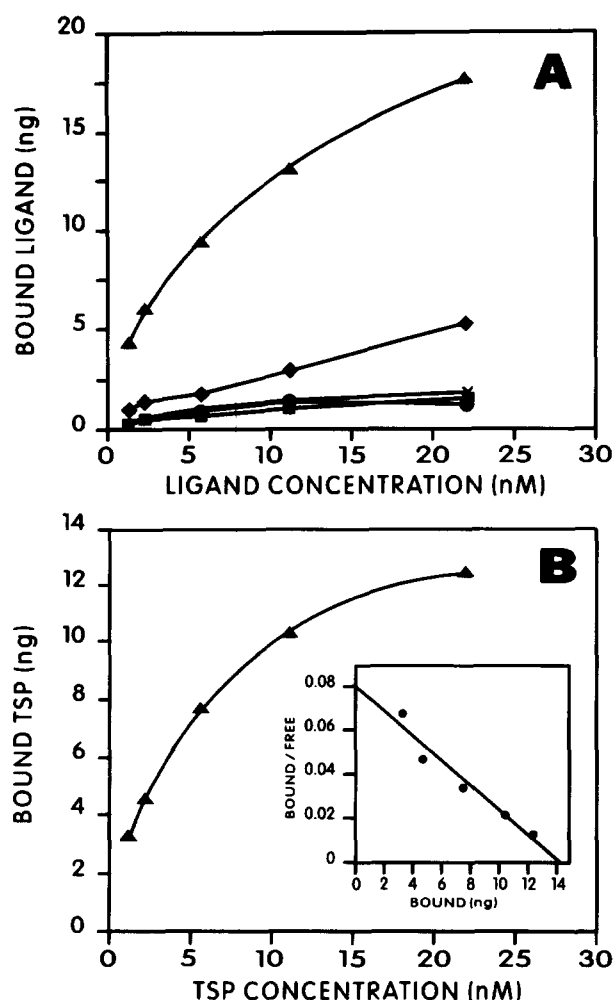 20
15
10
5
0
BOUND LIGAND (ng)
A
0 5 10 15 20 25 30
LIGAND CONCENTRATION (nM)
14
12
10
8
6
4
2
0
BOUND TSP (ng)
B
0.08
0.06
0.04
0.02
0
BOUND / FREE
0 2 4 6 8 10 12 14
BOUND (ng)
0 5 10 15 20 25 30
TSP CONCENTRATION (nM)